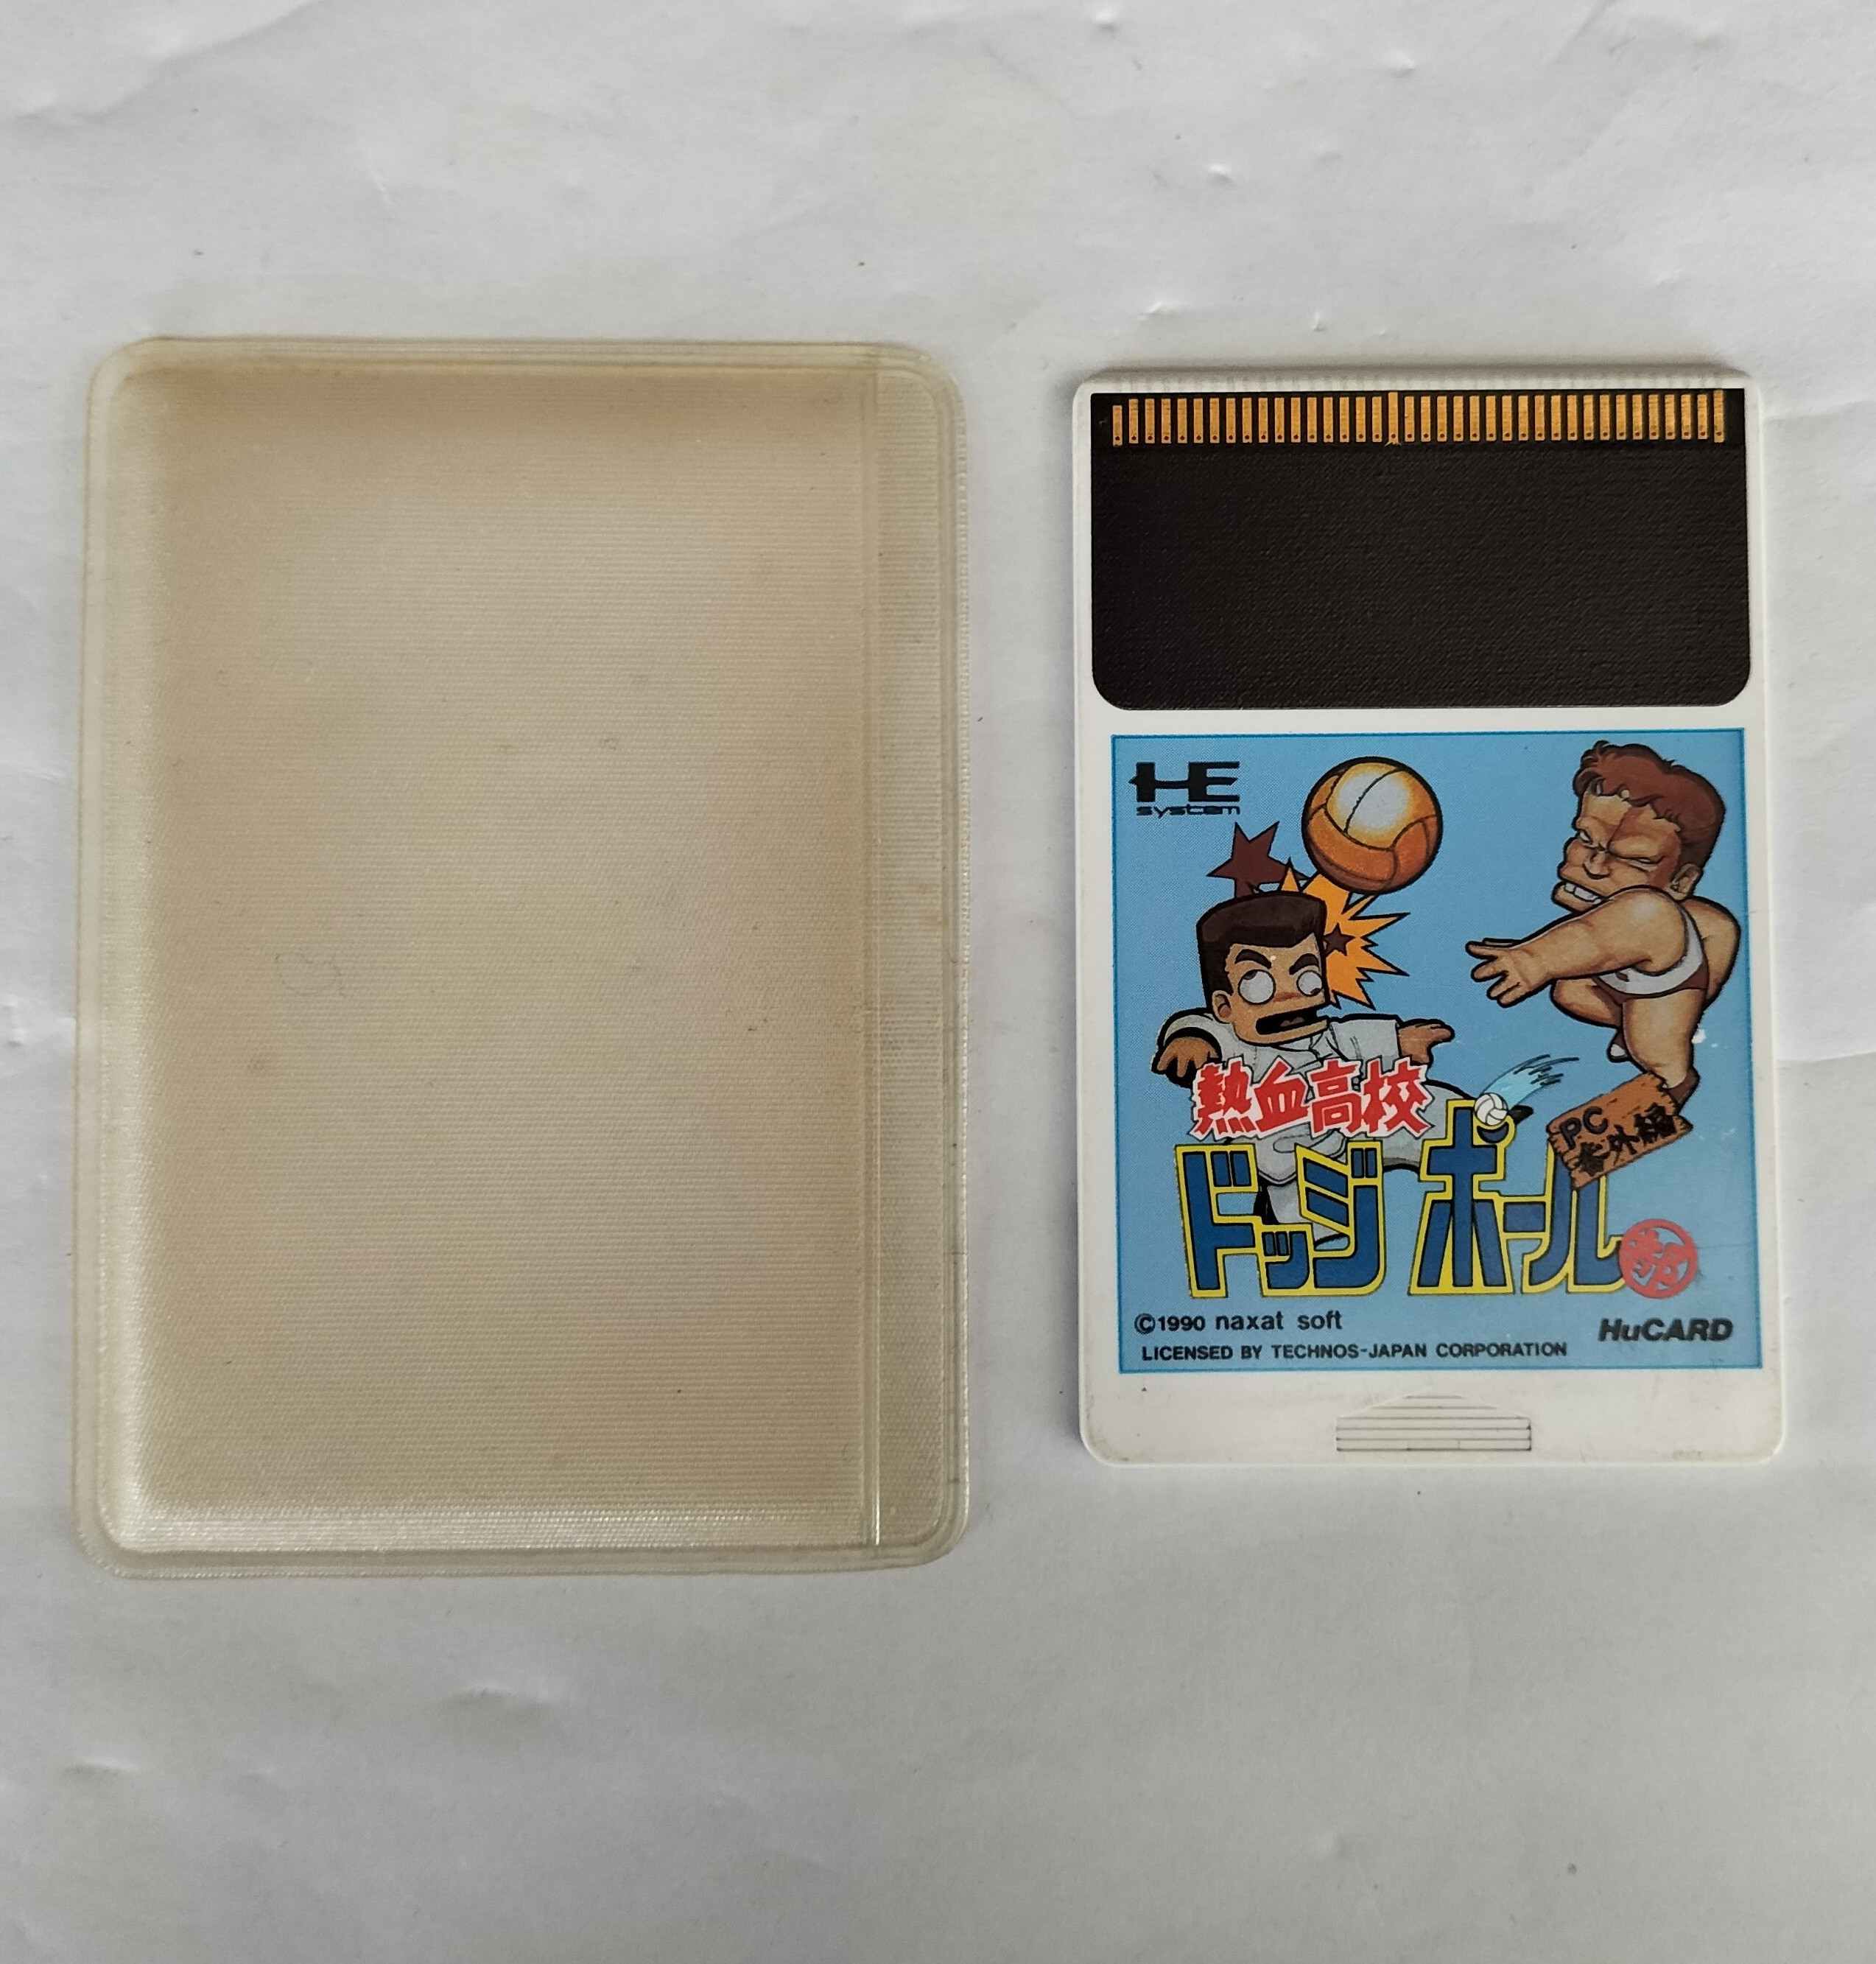 HE
system
熱血高校
PC
番外編
ドッジボール部
©1990 naxat soft
HuCARD
LICENSED BY TECHNOS-JAPAN CORPORATION